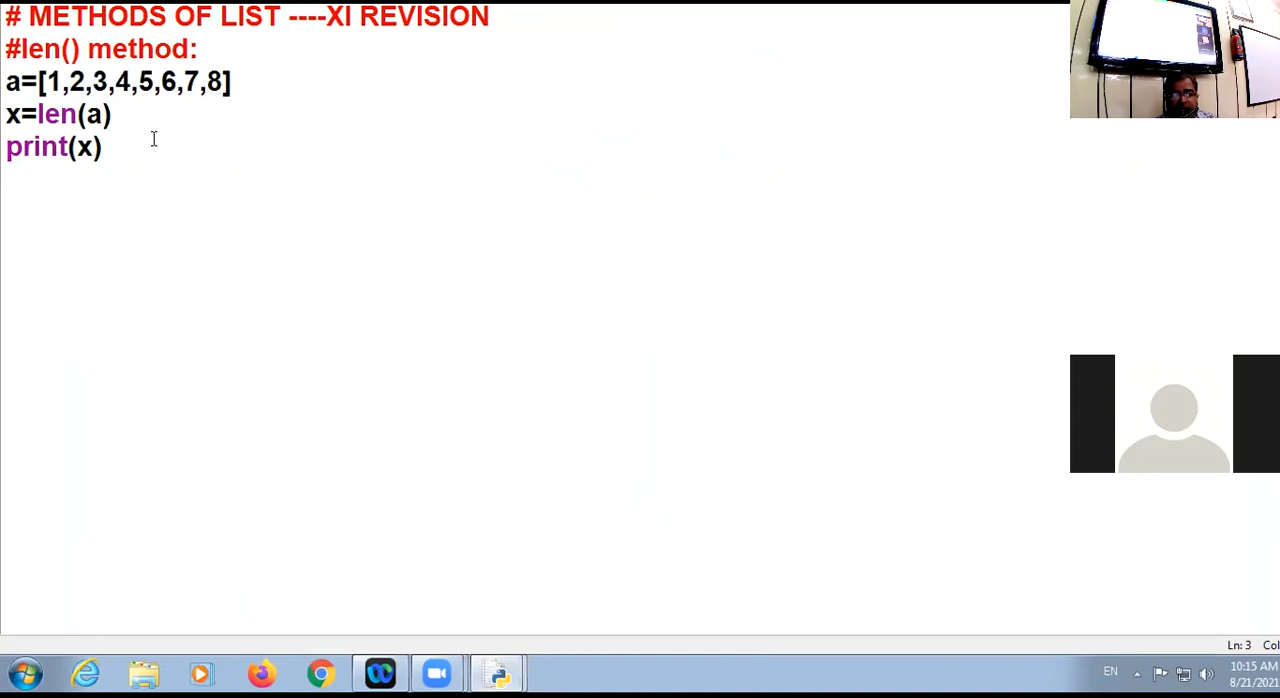 # METHODS OF LIST ----XI REVISION
#len() method:
a=[1,2,3,4,5,6,7,8]
x=len(a)
print(x)
Ln: 3 Col
EN
10:15 AM
8/21/2021